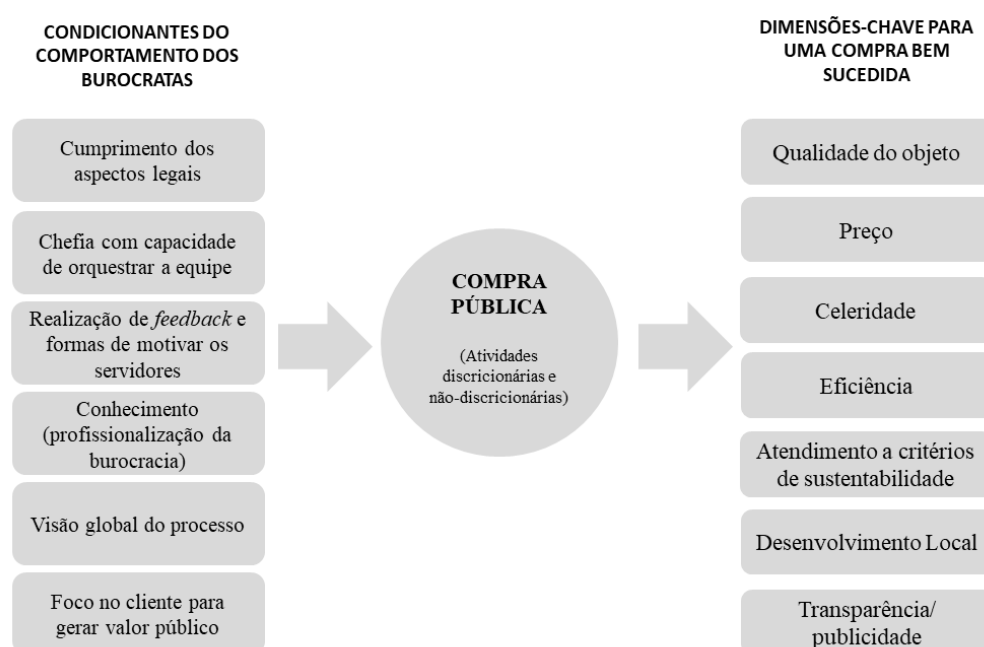 CONDICIONANTES DO
COMPORTAMENTO DOS
BUROCRATAS
Cumprimento dos
aspectos legais
Chefia com capacidade
de orquestrar a equipe
Realização de feedback e
formas de motivar os
servidores
Conhecimento
(profissionalização da
burocracia)
Visão global do processo
Foco no cliente para
gerar valor público
COMPRA
PÚBLICA
(Atividades
discricionárias e
não-discricionárias)
DIMENSÕES-CHAVE PARA
UMA COMPRA BEM
SUCEDIDA
Qualidade do objeto
Preço
Celeridade
Eficiência
Atendimento a critérios
de sustentabilidade
Desenvolvimento Local
Transparência/
publicidade